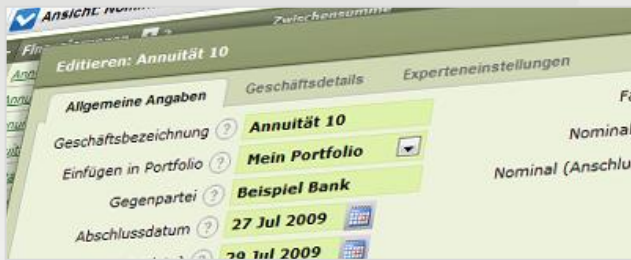 Ansicht:
Zwischensumme
Editieren: Annuität 10
Allgemeine Angaben
Geschäftsdetails
Experteneinstellungen
Geschäftsbezeichnung ? Annuität 10
Einfügen in Portfolio ? Mein Portfolio
Gegenpartei ? Beispiel Bank
Abschlussdatum ? 27 Jul 2009
29 Jul 2009
Nominal
Nominal (Anschlu